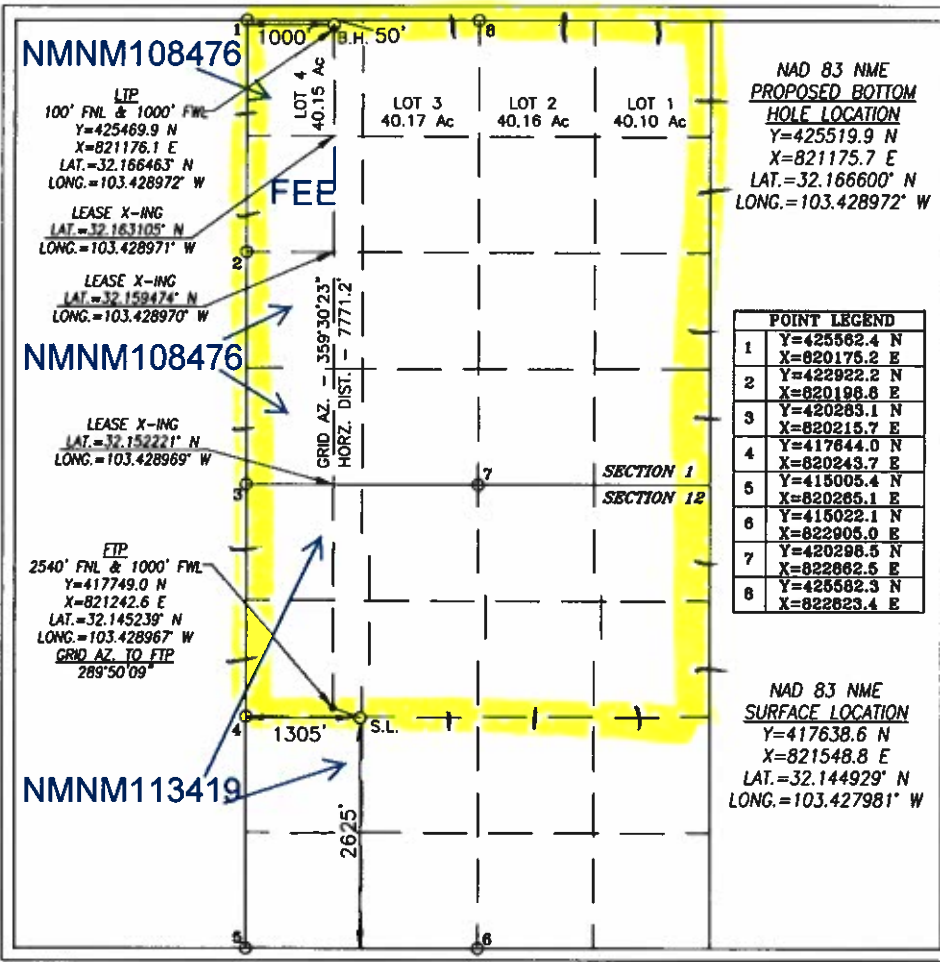 1
1000'
B.H. 50'
8
NMNM108476
LTP
100' FNL & 1000' FWL
Y=425469.9 N
X=821176.1 E
LAT.=32.166463° N
LONG.=103.428972° W
LOT 4
40.15 Ac
LOT 3
40.17 Ac
LOT 2
40.16 Ac
LOT 1
40.10 Ac
NAD 83 NME
PROPOSED BOTTOM
HOLE LOCATION
Y=425519.9 N
X=821175.7 E
LAT.=32.166600° N
LONG.=103.428972° W
FEE
LEASE X-ING
LAT.=32.163105° N
LONG.=103.428971° W
2
LEASE X-ING
LAT.=32.159474° N
LONG.=103.428970° W
NMNM108476
GRID AZ. - 359°30'23"
HORZ. DIST. - 7771.2'
POINT LEGEND
1 Y=425562.4 N
X=820175.2 E
2 Y=422922.2 N
X=820198.8 E
3 Y=420283.1 N
X=820215.7 E
4 Y=417644.0 N
X=820243.7 E
5 Y=415005.4 N
X=820265.1 E
6 Y=415022.1 N
X=822905.0 E
7 Y=420298.5 N
X=822862.5 E
8 Y=425582.3 N
X=822823.4 E
LEASE X-ING
LAT.=32.152221° N
LONG.=103.428969° W
3
7
SECTION 1
SECTION 12
FTP
2540' FNL & 1000' FWL
Y=417749.0 N
X=821242.6 E
LAT.=32.145239° N
LONG.=103.428967° W
GRID AZ. TO FTP
289°50'09"
4
1305'
S.L.
NMNM113419
2625'
NAD 83 NME
SURFACE LOCATION
Y=417638.6 N
X=821548.8 E
LAT.=32.144929° N
LONG.=103.427981° W
5
6